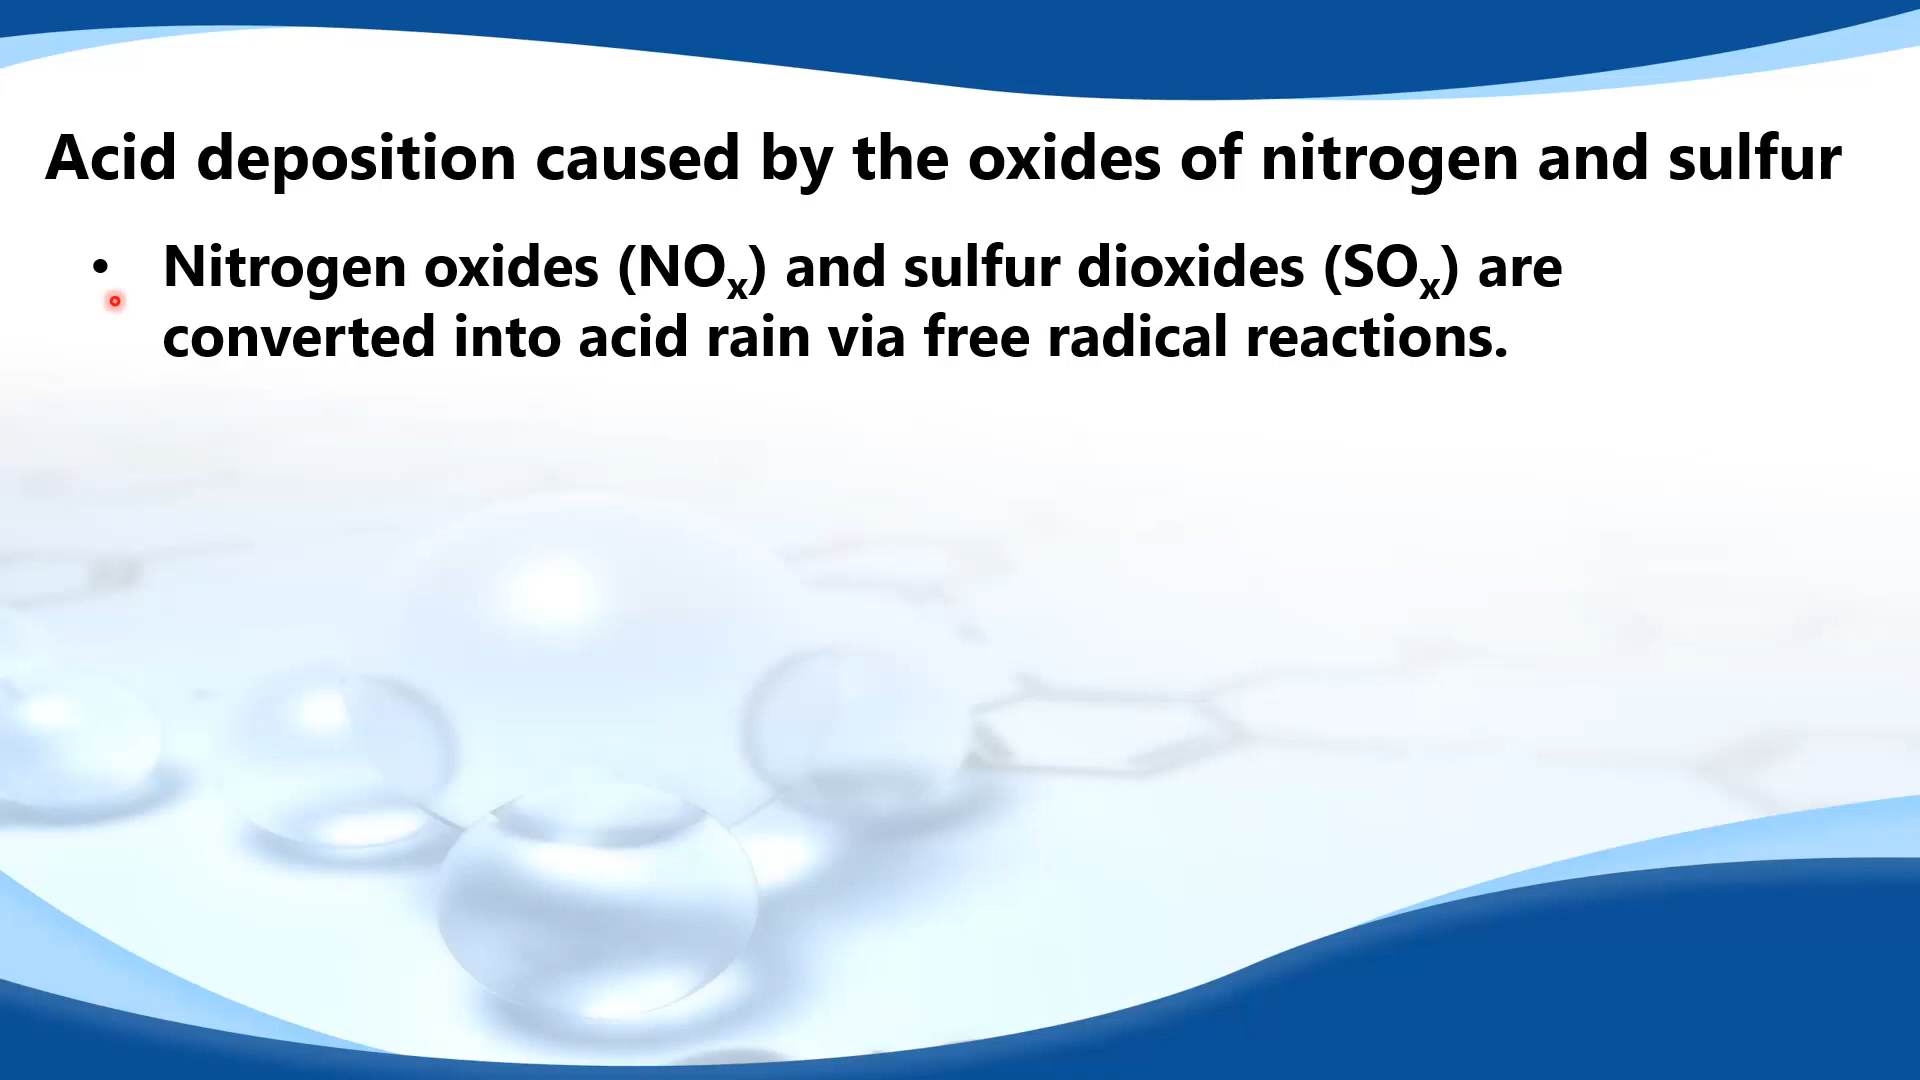 Acid deposition caused by the oxides of nitrogen and sulfur
• Nitrogen oxides (NOₓ) and sulfur dioxides (SOₓ) are
converted into acid rain via free radical reactions.